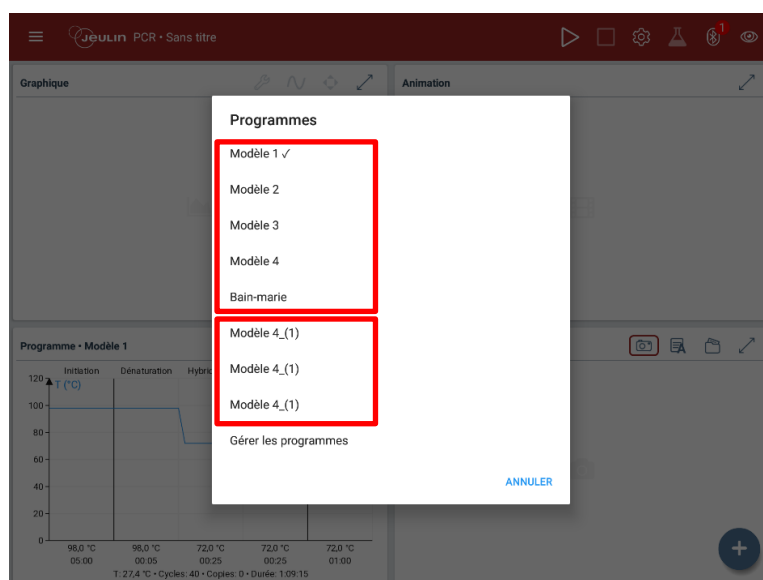 Jeulin PCR • Sans titre
1
Graphique
Animation
Programmes
Modèle 1 ✓
Modèle 2
Modèle 3
Modèle 4
Bain-marie
Modèle 4_(1)
Modèle 4_(1)
Modèle 4_(1)
Gérer les programmes
ANNULER
Programme • Modèle 1
Initiation Dénaturation Hybri
T (°C)
120
100
80
60
40
20
0
98,0 °C 98,0 °C 72,0 °C 72,0 °C 72,0 °C
05:00 00:05 00:25 00:25 01:00
T: 27,4 °C • Cycles: 40 • Copies: 0 • Durée: 1:09:15